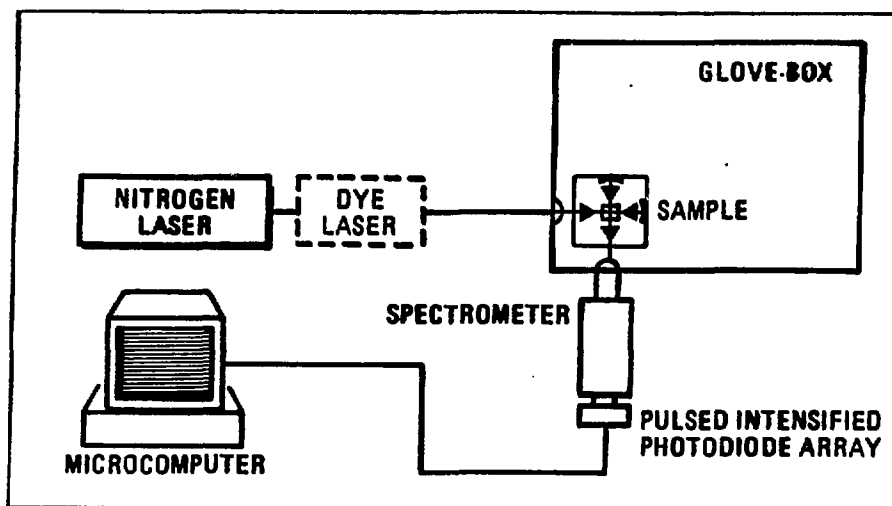 GLOVE-BOX
NITROGEN
LASER
DYE
LASER
SAMPLE
SPECTROMETER
PULSED INTENSIFIED
PHOTODIODE ARRAY
MICROCOMPUTER